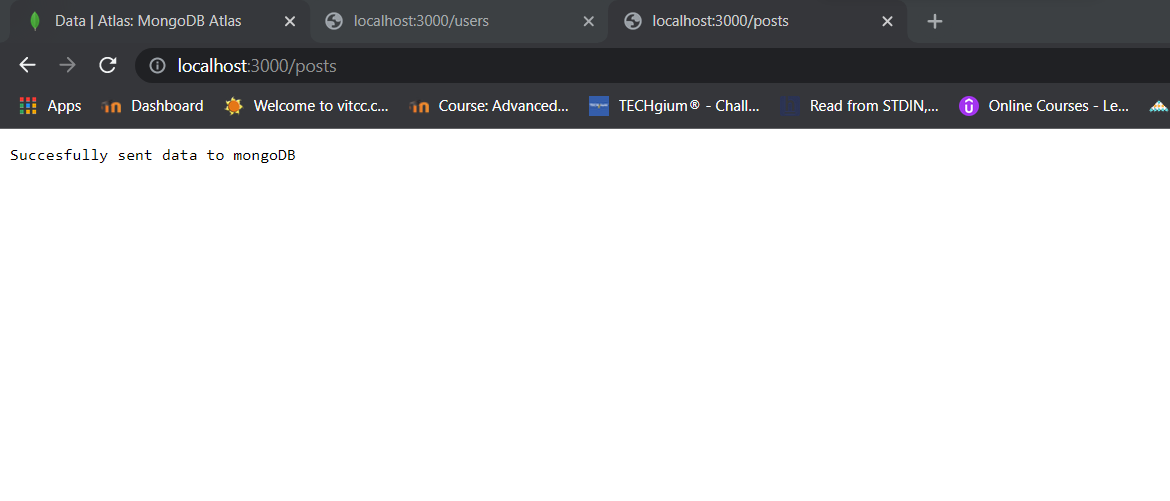 Data | Atlas: MongoDB Atlas
localhost:3000/users
localhost:3000/posts
localhost:3000/posts
Apps Dashboard Welcome to vitcc.c... Course: Advanced... TECHgium® - Chall... Read from STDIN,... Online Courses - Le...
Succesfully sent data to mongoDB